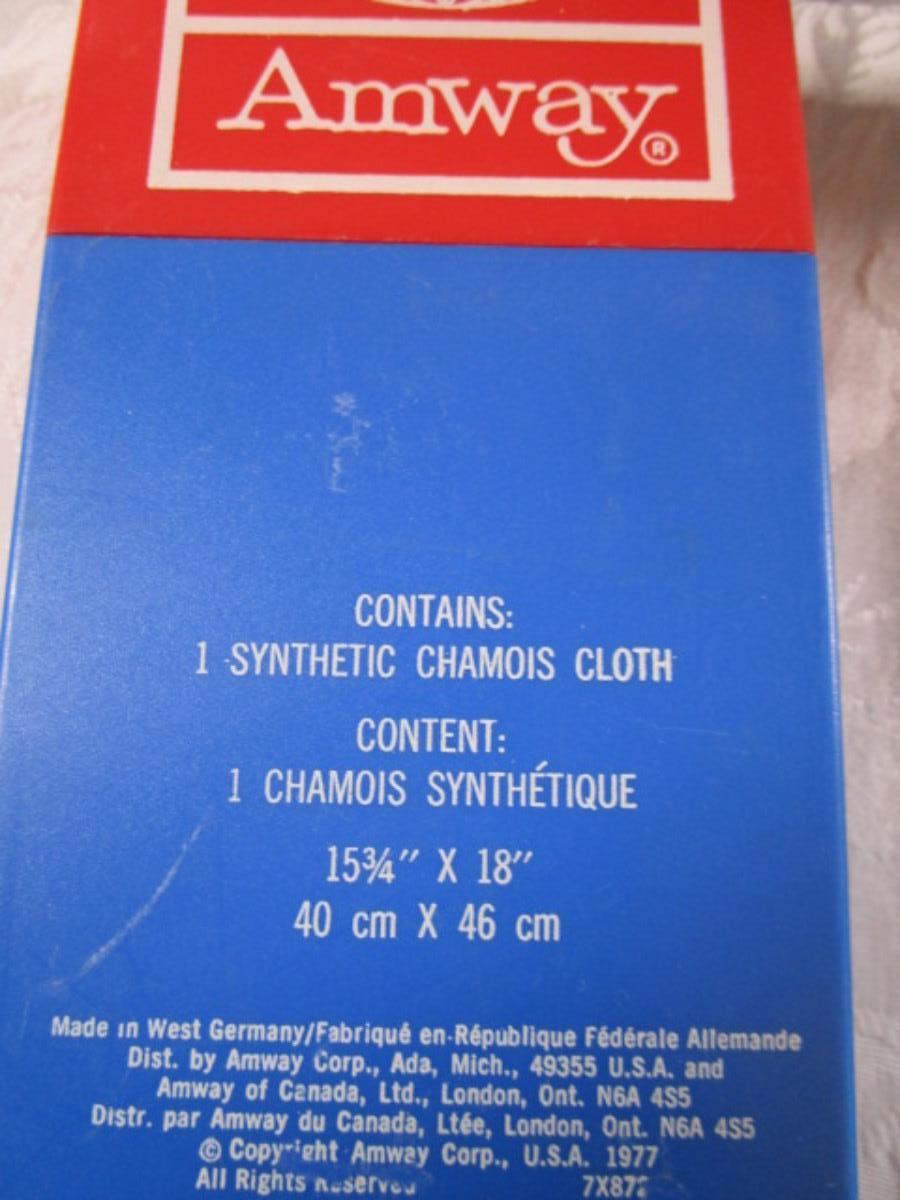 Amway®
CONTAINS:
1 SYNTHETIC CHAMOIS CLOTH
CONTENT:
1 CHAMOIS SYNTHÉTIQUE
15¾" X 18"
40 cm X 46 cm
Made in West Germany/Fabriqué en République Fédérale Allemande
Dist. by Amway Corp., Ada, Mich., 49355 U.S.A. and
Amway of Canada, Ltd., London, Ont. N6A 4S5
Distr. par Amway du Canada, Ltée, London, Ont. N6A 4S5
© Copyright Amway Corp., U.S.A. 1977
All Rights Reserved